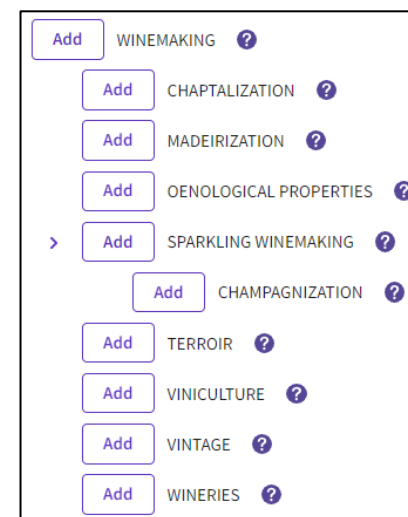 Add WINEMAKING ?
Add CHAPTALIZATION ?
Add MADEIRIZATION ?
Add OENOLOGICAL PROPERTIES ?
Add SPARKLING WINEMAKING ?
Add CHAMPAGNIZATION ?
Add TERROIR ?
Add VINICULTURE ?
Add VINTAGE ?
Add WINERIES ?